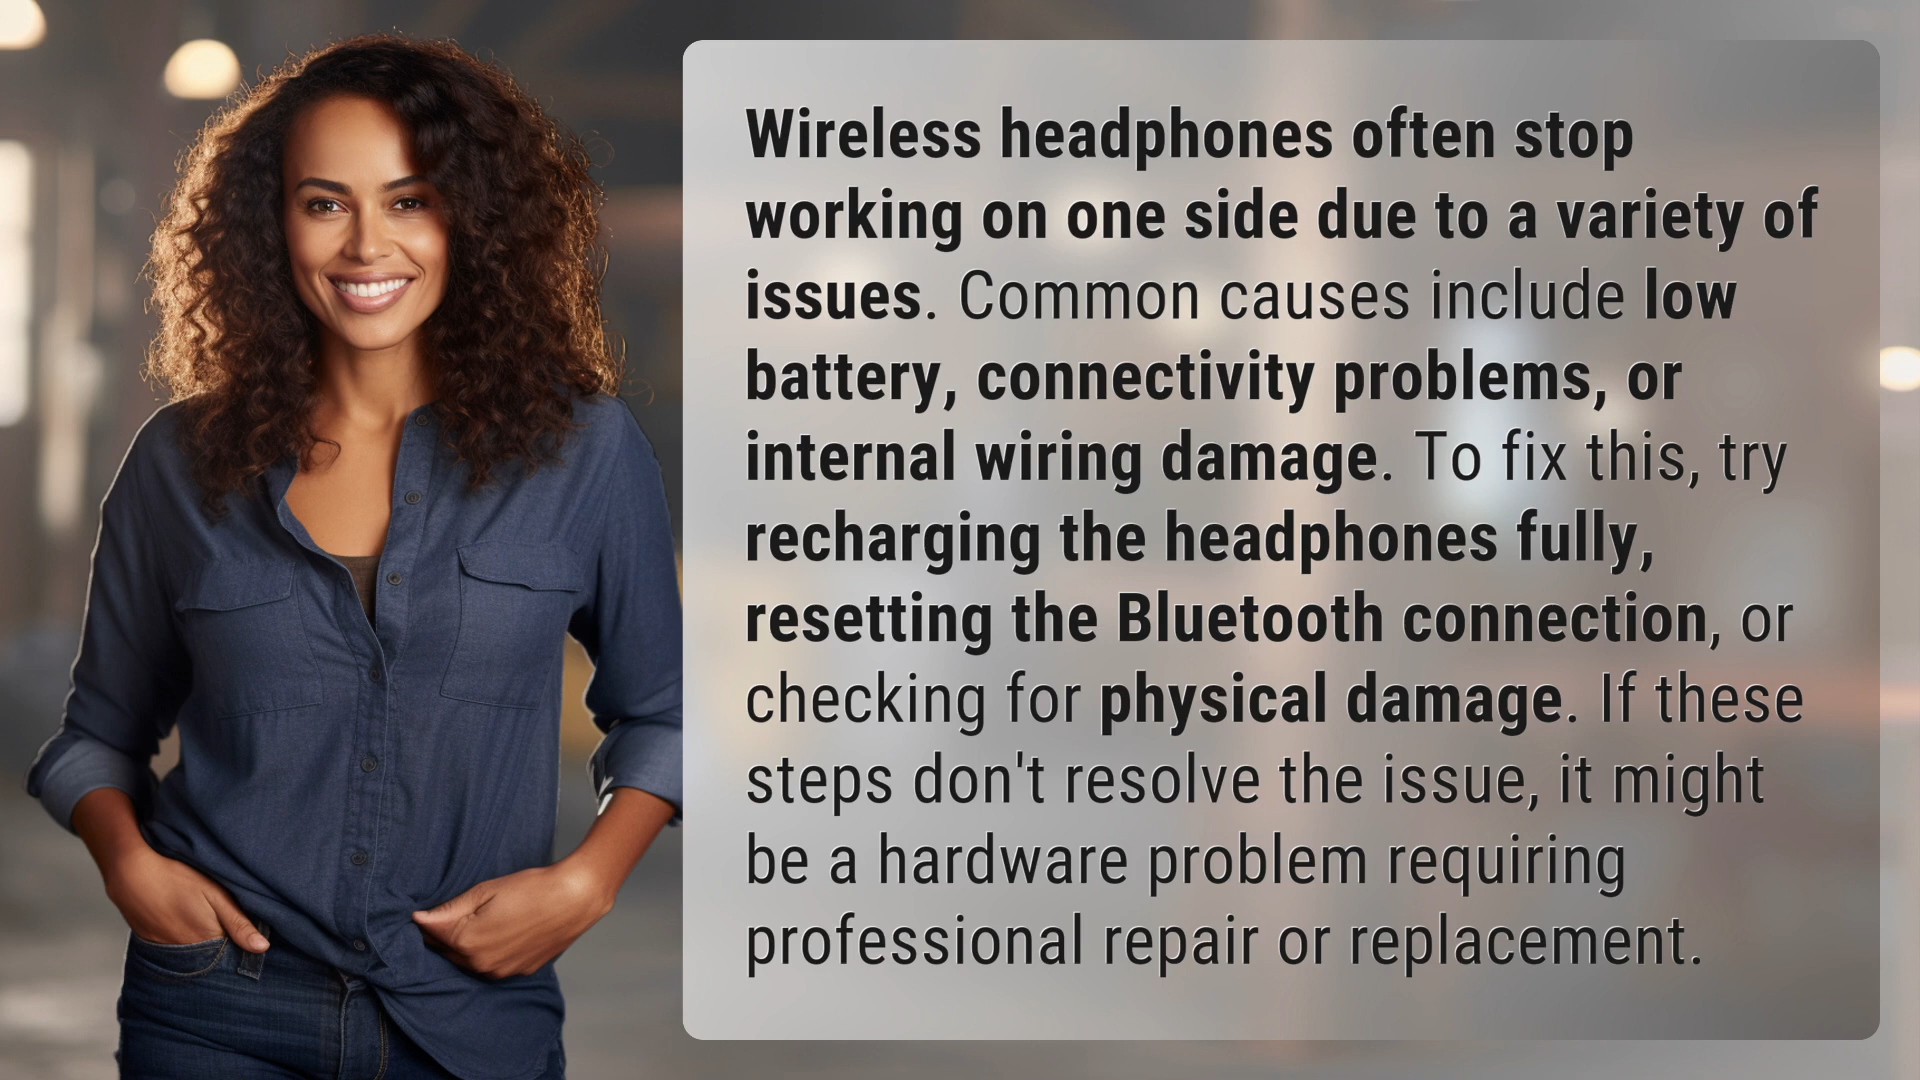 Wireless headphones often stop
working on one side due to a variety of
issues. Common causes include low
battery, connectivity problems, or
internal wiring damage. To fix this, try
recharging the headphones fully,
resetting the Bluetooth connection, or
checking for physical damage. If these
steps don't resolve the issue, it might
be a hardware problem requiring
professional repair or replacement.